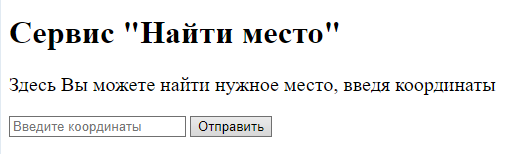 Сервис "Найти место"
Здесь Вы можете найти нужное место, введя координаты
Введите координаты Отправить